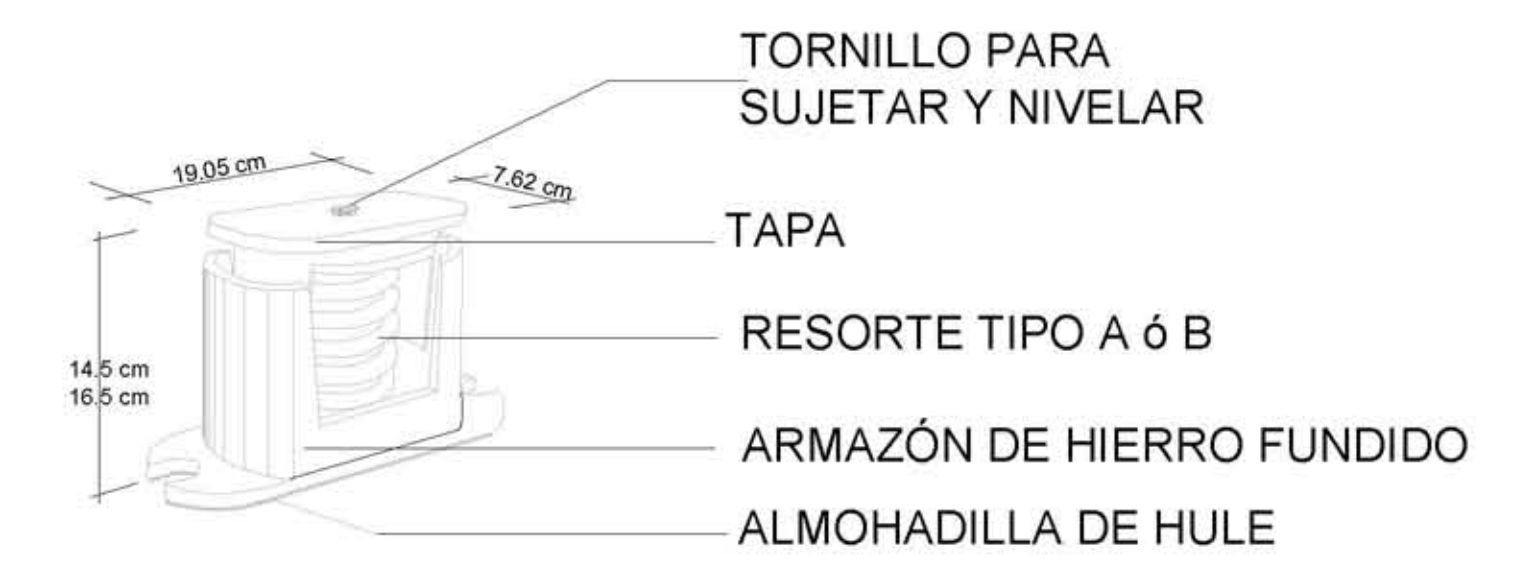 TORNILLO PARA
SUJETAR Y NIVELAR
19.05 cm
7.62 cm
TAPA
RESORTE TIPO A ó B
14.5 cm
16.5 cm
ARMAZÓN DE HIERRO FUNDIDO
ALMOHADILLA DE HULE